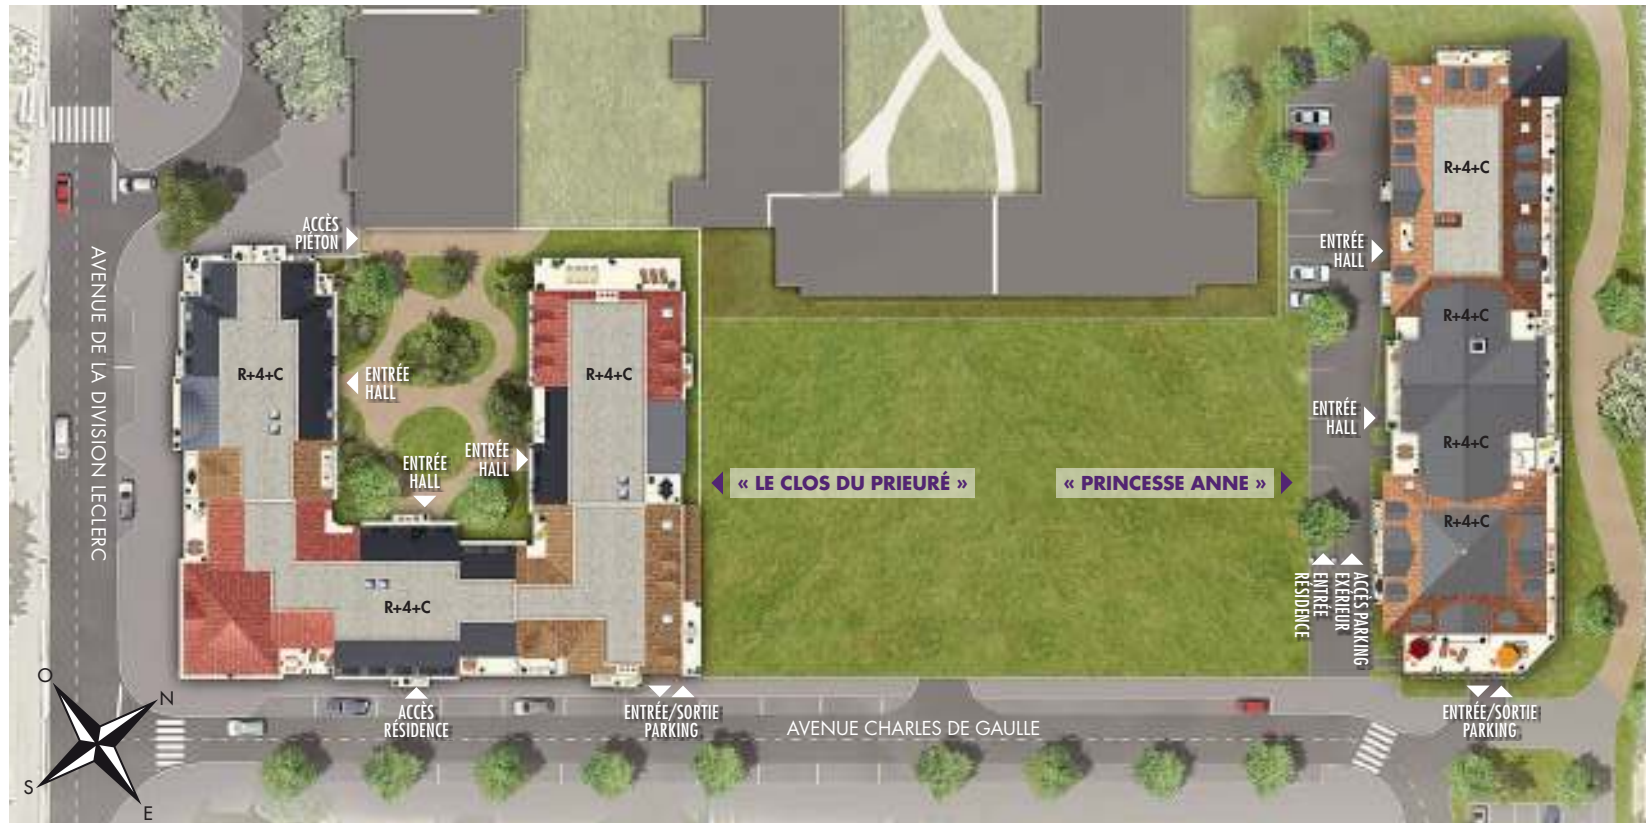 R+4+C
ACCÈS
PIÉTON
ENTRÉE
HALL
R+4+C
AVENUE DE LA DIVISION LECLERC
R+4+C
ENTRÉE
HALL
R+4+C
R+4+C
ENTRÉE
HALL
ENTRÉE
HALL
ENTRÉE
HALL
R+4+C
« LE CLOS DU PRIEURÉ »
« PRINCESSE ANNE »
R+4+C
ENTRÉE
RÉSIDENCE
ACCÈS PARKING
EXÉRIEUR
R+4+C
O
N
S
E
ACCÈS
RÉSIDENCE
ENTRÉE/SORTIE
PARKING
AVENUE CHARLES DE GAULLE
ENTRÉE/SORTIE
PARKING